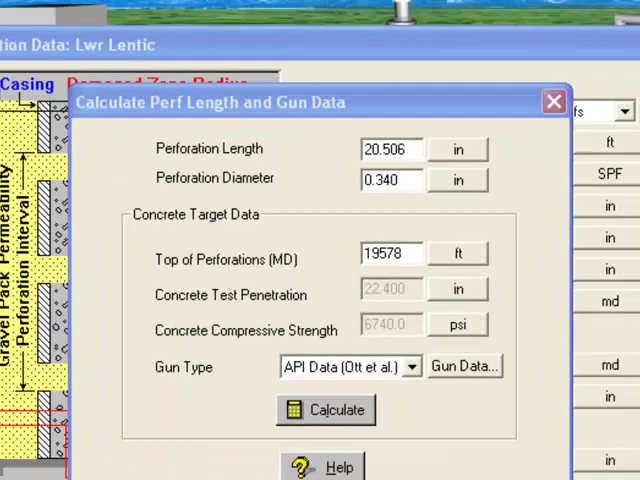 tion Data: Lwr Lentic
Casing Damaged Zone Radius
Calculate Perf Length and Gun Data
fs
Perforation Length 20.506 in
ft
Perforation Diameter 0.340 in
SPF
in
Concrete Target Data
in
Top of Perforations (MD) 19578 ft
in
Concrete Test Penetration 22.400 in
md
Concrete Compressive Strength 6740.0 psi
Gun Type API Data (Ott et al.) Gun Data...
md
in
Calculate
Help
in
Gravel Pack Permeability
Perforation Interval